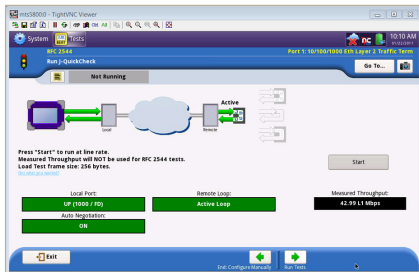 mts5800:0 - TightVNC Viewer
System
Tests
nc
10:10 AM
RFC 2544
Port 1: 10/100/1000 Eth Layer 2 Traffic Term
Run J-QuickCheck
Go To...
Not Running
Active
Local
Remote
Press "Start" to run at line rate.
Measured Throughput will NOT be used for RFC 2544 tests.
Load Test frame size: 256 bytes.
Start
Local Port:
Remote Loop:
Measured Throughput:
UP (1000 / FD)
Active Loop
42.99 L1 Mbps
Auto Negotiation:
ON
Exit
End: Configure Manually
Run Tests